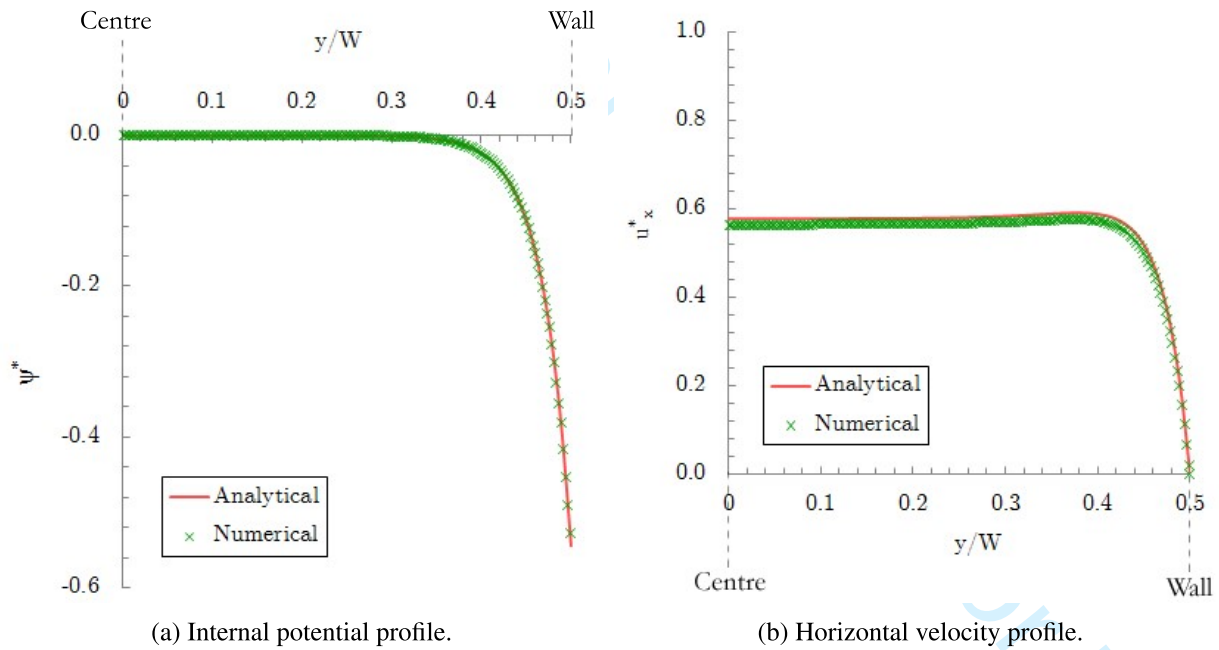 Centre
Wall
y/W
0
0.1
0.2
0.3
0.4
0.5
0.0
-0.2
-0.4
-0.6
ψ*
Analytical
Numerical
(a) Internal potential profile.
1.0
0.8
0.6
0.4
0.2
0.0
u*x
Analytical
Numerical
0
0.1
0.2
0.3
0.4
0.5
y/W
Centre
Wall
(b) Horizontal velocity profile.